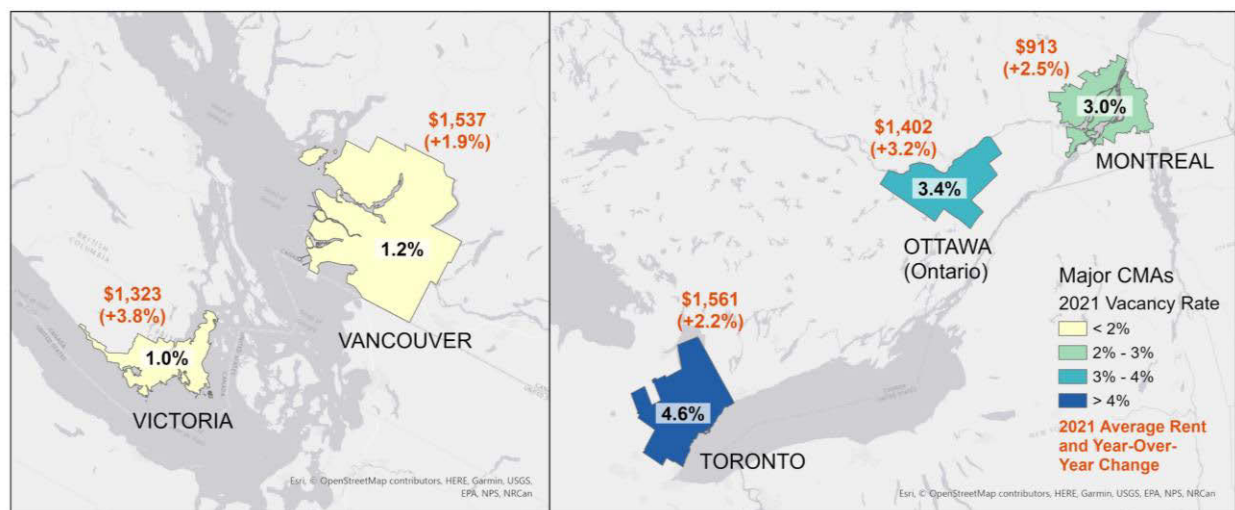 $1,537
(+1.9%)
1.2%
VANCOUVER
$1,323
(+3.8%)
1.0%
VICTORIA
Esri, © OpenStreetMap contributors, HERE, Garmin, USGS,
EPA, NPS, NRCan
$913
(+2.5%)
3.0%
MONTREAL
$1,402
(+3.2%)
3.4%
OTTAWA
(Ontario)
$1,561
(+2.2%)
4.6%
TORONTO
Major CMAs
2021 Vacancy Rate
< 2%
2% - 3%
3% - 4%
> 4%
2021 Average Rent
and Year-Over-
Year Change
Esri, © OpenStreetMap contributors, HERE, Garmin, USGS, EPA, NPS, NRCan